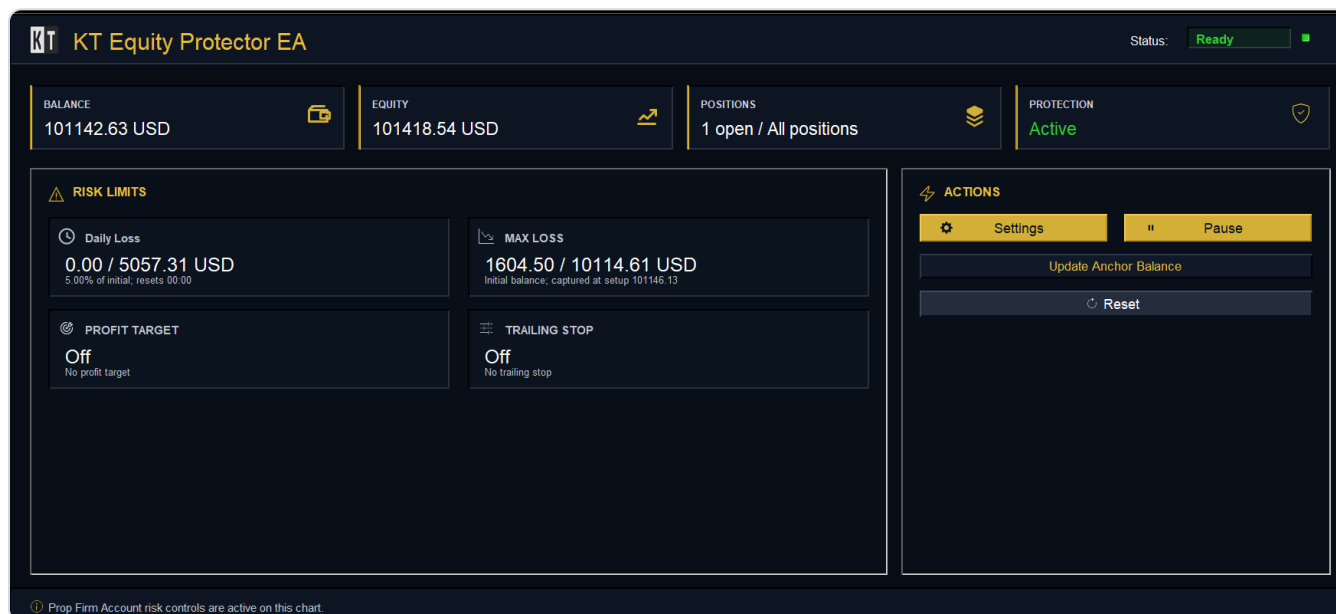 KT KT Equity Protector EA
Status: Ready
BALANCE
101142.63 USD
EQUITY
101418.54 USD
POSITIONS
1 open / All positions
PROTECTION
Active
RISK LIMITS
Daily Loss
0.00 / 5057.31 USD
5.00% of initial; resets 00:00
MAX LOSS
1604.50 / 10114.61 USD
Initial balance; captured at setup 101146.13
PROFIT TARGET
Off
No profit target
TRAILING STOP
Off
No trailing stop
ACTIONS
Settings
Pause
Update Anchor Balance
Reset
Prop Firm Account risk controls are active on this chart.